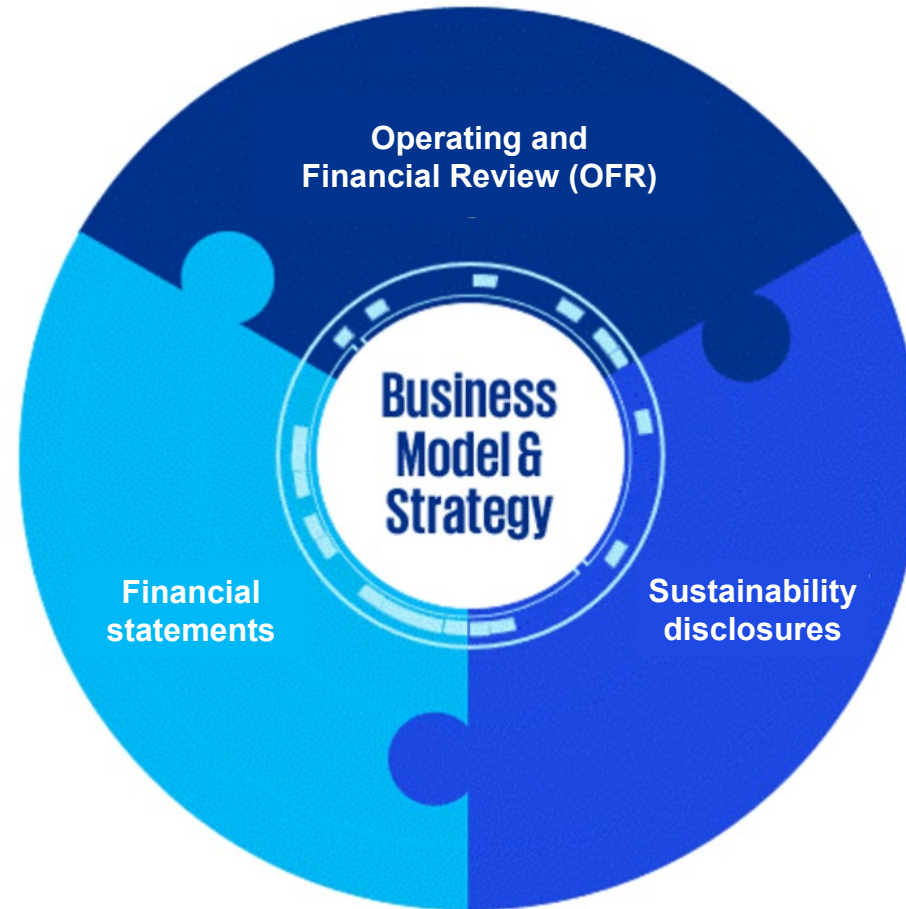 Operating and
Financial Review (OFR)
Business
Model &
Strategy
Financial
statements
Sustainability
disclosures